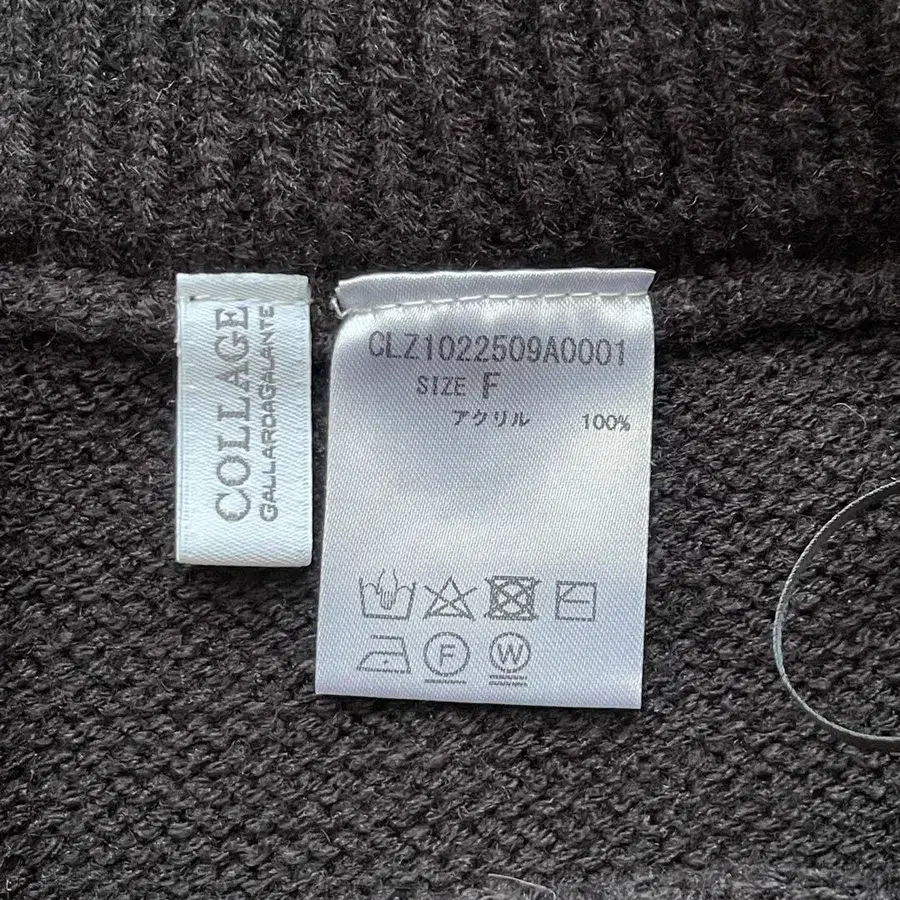 COLLAGE
GALLARDAGALANTE
CLZ1022509A0001
SIZE F
アクリル 100%
F W